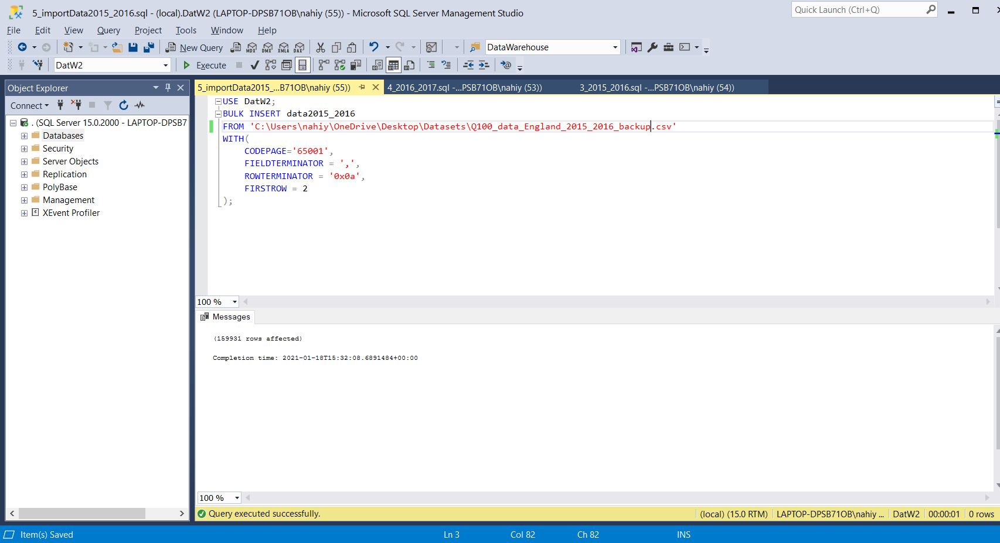 5_importData2015_2016.sql - (local).DatW2 (LAPTOP-DPSB71OB\nahiy (55)) - Microsoft SQL Server Management Studio
Quick Launch (Ctrl+Q)
File Edit View Query Project Tools Window Help
New Query
MDX DMX XMLA DAX
DataWarehouse
DatW2
Execute
Object Explorer
5_importData2015_...B71OB\nahiy (55))
4_2016_2017.sql -...PSB71OB\nahiy (53))
3_2015_2016.sql -...PSB71OB\nahiy (54))
Connect
. (SQL Server 15.0.2000 - LAPTOP-DPSB7
Databases
Security
Server Objects
Replication
PolyBase
Management
XEvent Profiler
USE DatW2;
BULK INSERT data2015_2016
FROM 'C:\Users\nahiy\OneDrive\Desktop\Datasets\Q100_data_England_2015_2016_backup.csv'
WITH(
CODEPAGE='65001',
FIELDTERMINATOR = ',',
ROWTERMINATOR = '0x0a',
FIRSTROW = 2
);
100 %
Messages
(159931 rows affected)
Completion time: 2021-01-18T15:32:08.6891484+00:00
100 %
Query executed successfully.
(local) (15.0 RTM)
LAPTOP-DPSB71OB\nahiy ...
DatW2
00:00:01
0 rows
Item(s) Saved
Ln 3
Col 82
Ch 82
INS